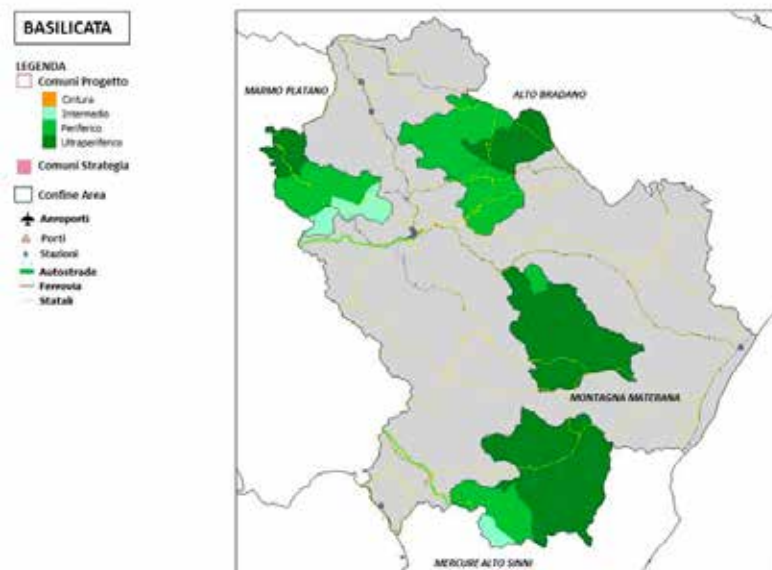 BASILICATA
LEGENDA
Comuni Progetto
Cintura
Intermedio
Periferico
Ultraperiferico
Comuni Strategia
Confine Area
Aeroporti
Porti
Stazioni
Autostrade
Ferrovia
Statali
MARMO PLATANO
ALTO BRADANO
MONTAGNA MATERANA
MERCURE ALTO SINNI